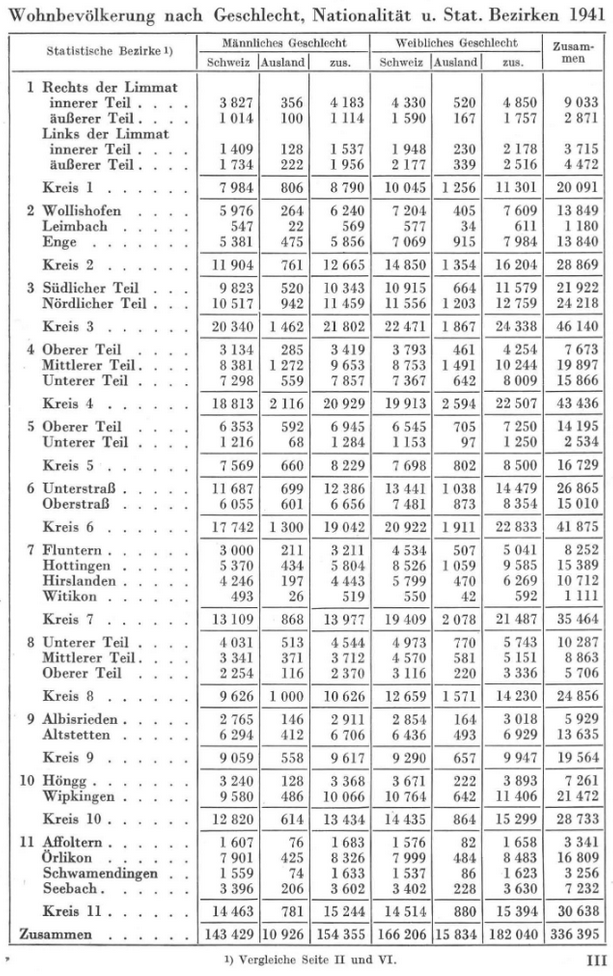 Wohnbevölkerung nach Geschlecht, Nationalität u. Stat. Bezirken 1941
Statistische Bezirke 1) Männliches Geschlecht Weibliches Geschlecht Zusam-
men
Schweiz Ausland zus. Schweiz Ausland zus.
1 Rechts der Limmat
innerer Teil . . . . 3 827 356 4 183 4 330 520 4 850 9 033
äußerer Teil . . . . 1 014 100 1 114 1 590 167 1 757 2 871
Links der Limmat
innerer Teil . . . . 1 409 128 1 537 1 948 230 2 178 3 715
äußerer Teil . . . . 1 734 222 1 956 2 177 339 2 516 4 472
Kreis 1 . . . . . . 7 984 806 8 790 10 045 1 256 11 301 20 091
2 Wollishofen . . . . . 5 976 264 6 240 7 204 405 7 609 13 849
Leimbach . . . . . 547 22 569 577 34 611 1 180
Enge . . . . . . . 5 381 475 5 856 7 069 915 7 984 13 840
Kreis 2 . . . . . . 11 904 761 12 665 14 850 1 354 16 204 28 869
3 Südlicher Teil . . . . 9 823 520 10 343 10 915 664 11 579 21 922
Nördlicher Teil . . . . 10 517 942 11 459 11 556 1 203 12 759 24 218
Kreis 3 . . . . . . 20 340 1 462 21 802 22 471 1 867 24 338 46 140
4 Oberer Teil . . . . 3 134 285 3 419 3 793 461 4 254 7 673
Mittlerer Teil . . . . 8 381 1 272 9 653 8 753 1 491 10 244 19 897
Unterer Teil . . . . 7 298 559 7 857 7 367 642 8 009 15 866
Kreis 4 . . . . . . 18 813 2 116 20 929 19 913 2 594 22 507 43 436
5 Oberer Teil . . . . 6 353 592 6 945 6 545 705 7 250 14 195
Unterer Teil . . . . 1 216 68 1 284 1 153 97 1 250 2 534
Kreis 5 . . . . . . 7 569 660 8 229 7 698 802 8 500 16 729
6 Unterstraß . . . . . 11 687 699 12 386 13 441 1 038 14 479 26 865
Oberstraß . . . . . 6 055 601 6 656 7 481 873 8 354 15 010
Kreis 6 . . . . . . 17 742 1 300 19 042 20 922 1 911 22 833 41 875
7 Fluntern . . . . . . 3 000 211 3 211 4 534 507 5 041 8 252
Hottingen . . . . . 5 370 434 5 804 8 526 1 059 9 585 15 389
Hirslanden . . . . . 4 246 197 4 443 5 799 470 6 269 10 712
Witikon . . . . . . 493 26 519 550 42 592 1 111
Kreis 7 . . . . . . 13 109 868 13 977 19 409 2 078 21 487 35 464
8 Unterer Teil . . . . 4 031 513 4 544 4 973 770 5 743 10 287
Mittlerer Teil . . . . 3 341 371 3 712 4 570 581 5 151 8 863
Oberer Teil . . . . 2 254 116 2 370 3 116 220 3 336 5 706
Kreis 8 . . . . . . 9 626 1 000 10 626 12 659 1 571 14 230 24 856
9 Albisrieden . . . . . 2 765 146 2 911 2 854 164 3 018 5 929
Altstetten . . . . . 6 294 412 6 706 6 436 493 6 929 13 635
Kreis 9 . . . . . . 9 059 558 9 617 9 290 657 9 947 19 564
10 Höngg . . . . . . . 3 240 128 3 368 3 671 222 3 893 7 261
Wipkingen . . . . . 9 580 486 10 066 10 764 642 11 406 21 472
Kreis 10 . . . . . . 12 820 614 13 434 14 435 864 15 299 28 733
11 Affoltern . . . . . . 1 607 76 1 683 1 576 82 1 658 3 341
Örlikon . . . . . . 7 901 425 8 326 7 999 484 8 483 16 809
Schwamendingen . . . 1 559 74 1 633 1 537 86 1 623 3 256
Seebach . . . . . . 3 396 206 3 602 3 402 228 3 630 7 232
Kreis 11 . . . . . . 14 463 781 15 244 14 514 880 15 394 30 638
Zusammen . . . . . . . 143 429 10 926 154 355 166 206 15 834 182 040 336 395
1) Vergleiche Seite II und VI.
III